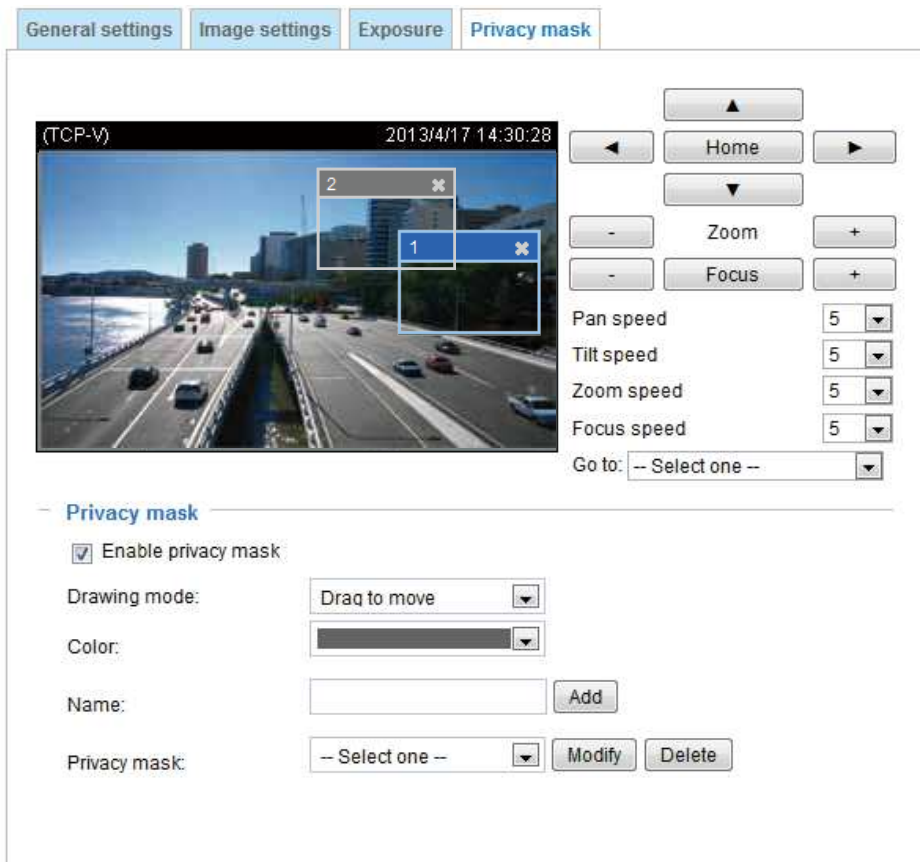 General settings Image settings Exposure Privacy mask
(TCP-V) 2013/4/17 14:30:28
2
1
Home
- Zoom +
- Focus +
Pan speed 5
Tilt speed 5
Zoom speed 5
Focus speed 5
Go to: -- Select one --
Privacy mask
Enable privacy mask
Drawing mode: Drag to move
Color:
Name: Add
Privacy mask: -- Select one -- Modify Delete